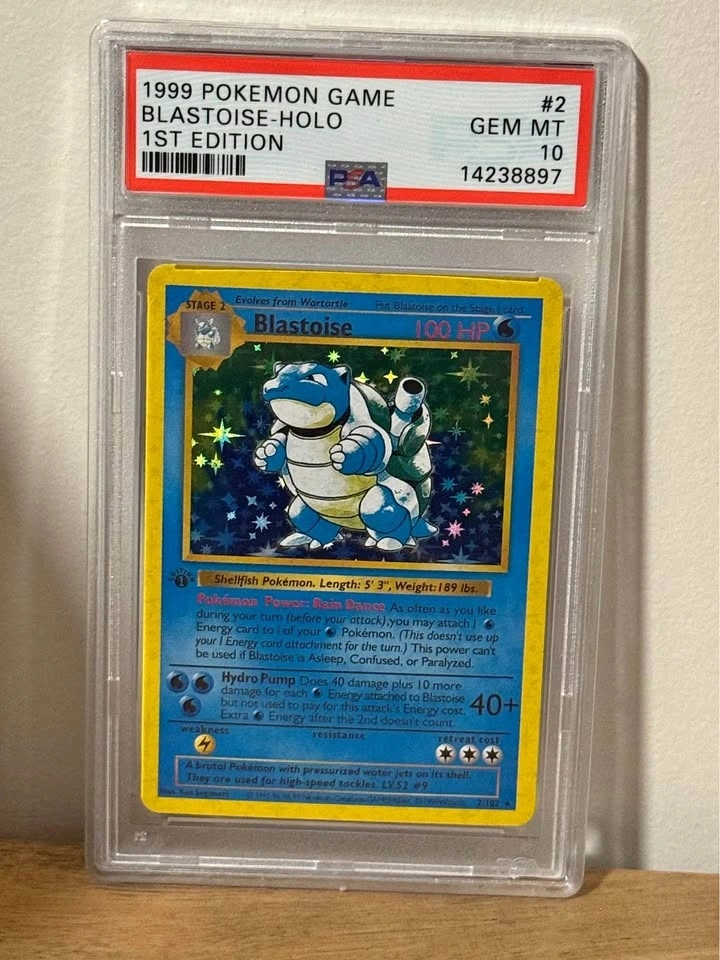 1999 POKEMON GAME
#2
BLASTOISE-HOLO
GEM MT
1ST EDITION
10
PSA
14238897
STAGE 2
Evolves from Wartortle
Put Blastoise on the Stage 1 card
Blastoise
100 HP
EDITION
1
Shellfish Pokémon. Length: 5' 3", Weight: 189 lbs.
Pokémon Power: Rain Dance As often as you like
during your turn (before your attack), you may attach 1
Energy card to 1 of your Pokémon. (This doesn't use up
your 1 Energy card attachment for the turn.) This power can't
be used if Blastoise is Asleep, Confused, or Paralyzed.
Hydro Pump Does 40 damage plus 10 more
damage for each Energy attached to Blastoise
but not used to pay for this attack's Energy cost.
Extra Energy after the 2nd doesn't count.
40+
weakness
resistance
retreat cost
A brutal Pokémon with pressurized water jets on its shell.
They are used for high-speed tackles. LV.52 #9
2/102